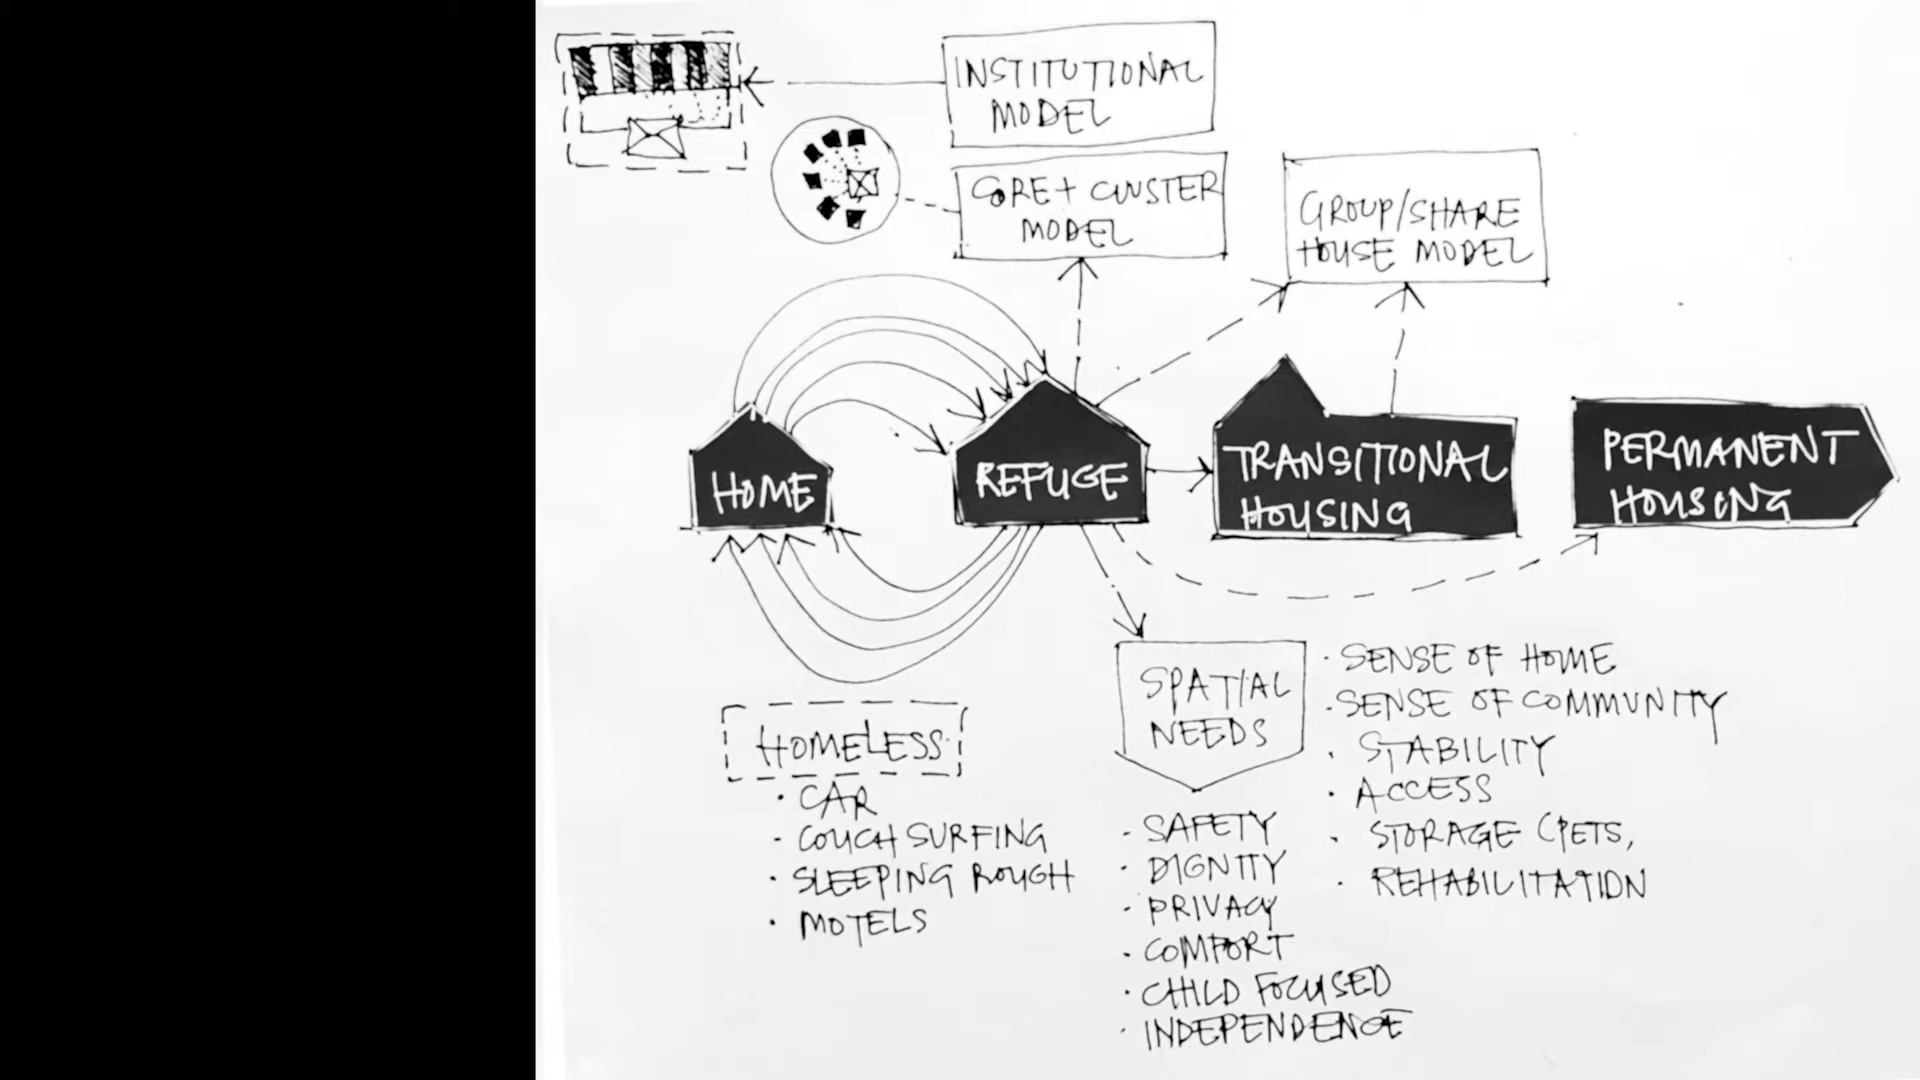 INSTITUTIONAL
MODEL
CORE + CLUSTER
MODEL
GROUP/SHARE
HOUSE MODEL
HOME
REFUGE
TRANSITIONAL
HOUSING
PERMANENT
HOUSING
HOMELESS
• CAR
- COUCH SURFING
• SLEEPING ROUGH
• MOTELS
SPATIAL
NEEDS
· SAFETY
· DIGNITY
· PRIVACY
· COMFORT
· CHILD FOCUSED
· INDEPENDENCE
· SENSE OF HOME
· SENSE OF COMMUNITY
· STABILITY
· ACCESS
· STORAGE (PETS,
· REHABILITATION